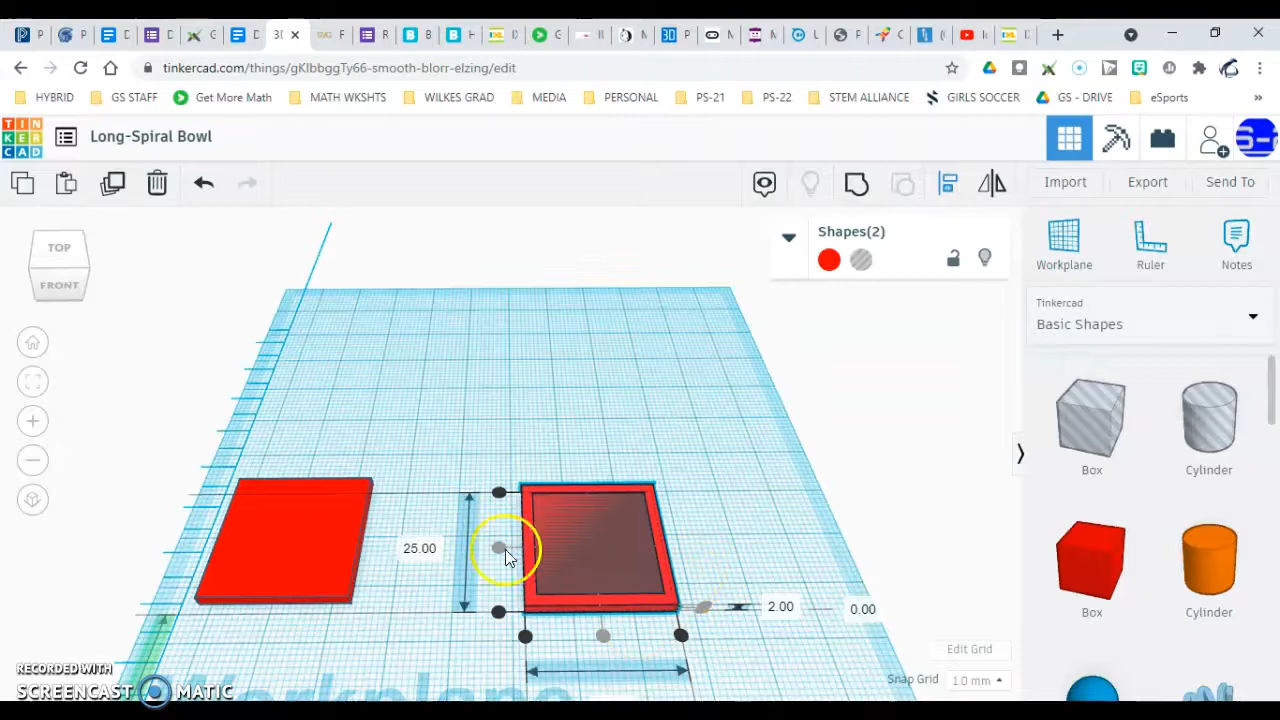 P P D D G D 3D F R B B I G I N 3D P M N L P C ( Ic I
tinkercad.com/things/gKlbbggTy66-smooth-blorr-elzing/edit
HYBRID GS STAFF Get More Math MATH WKSHTS WILKES GRAD MEDIA PERSONAL PS-21 PS-22 STEM ALLIANCE GIRLS SOCCER GS - DRIVE eSports »
TIN
KER
CAD
Long-Spiral Bowl
Import Export Send To
TOP
FRONT
Shapes(2)
Workplane Ruler Notes
Tinkercad
Basic Shapes
Box Cylinder
25.00
2.00 0.00
Box Cylinder
Edit Grid
Snap Grid 1.0 mm
RECORDED WITH
SCREENCAST MATIC